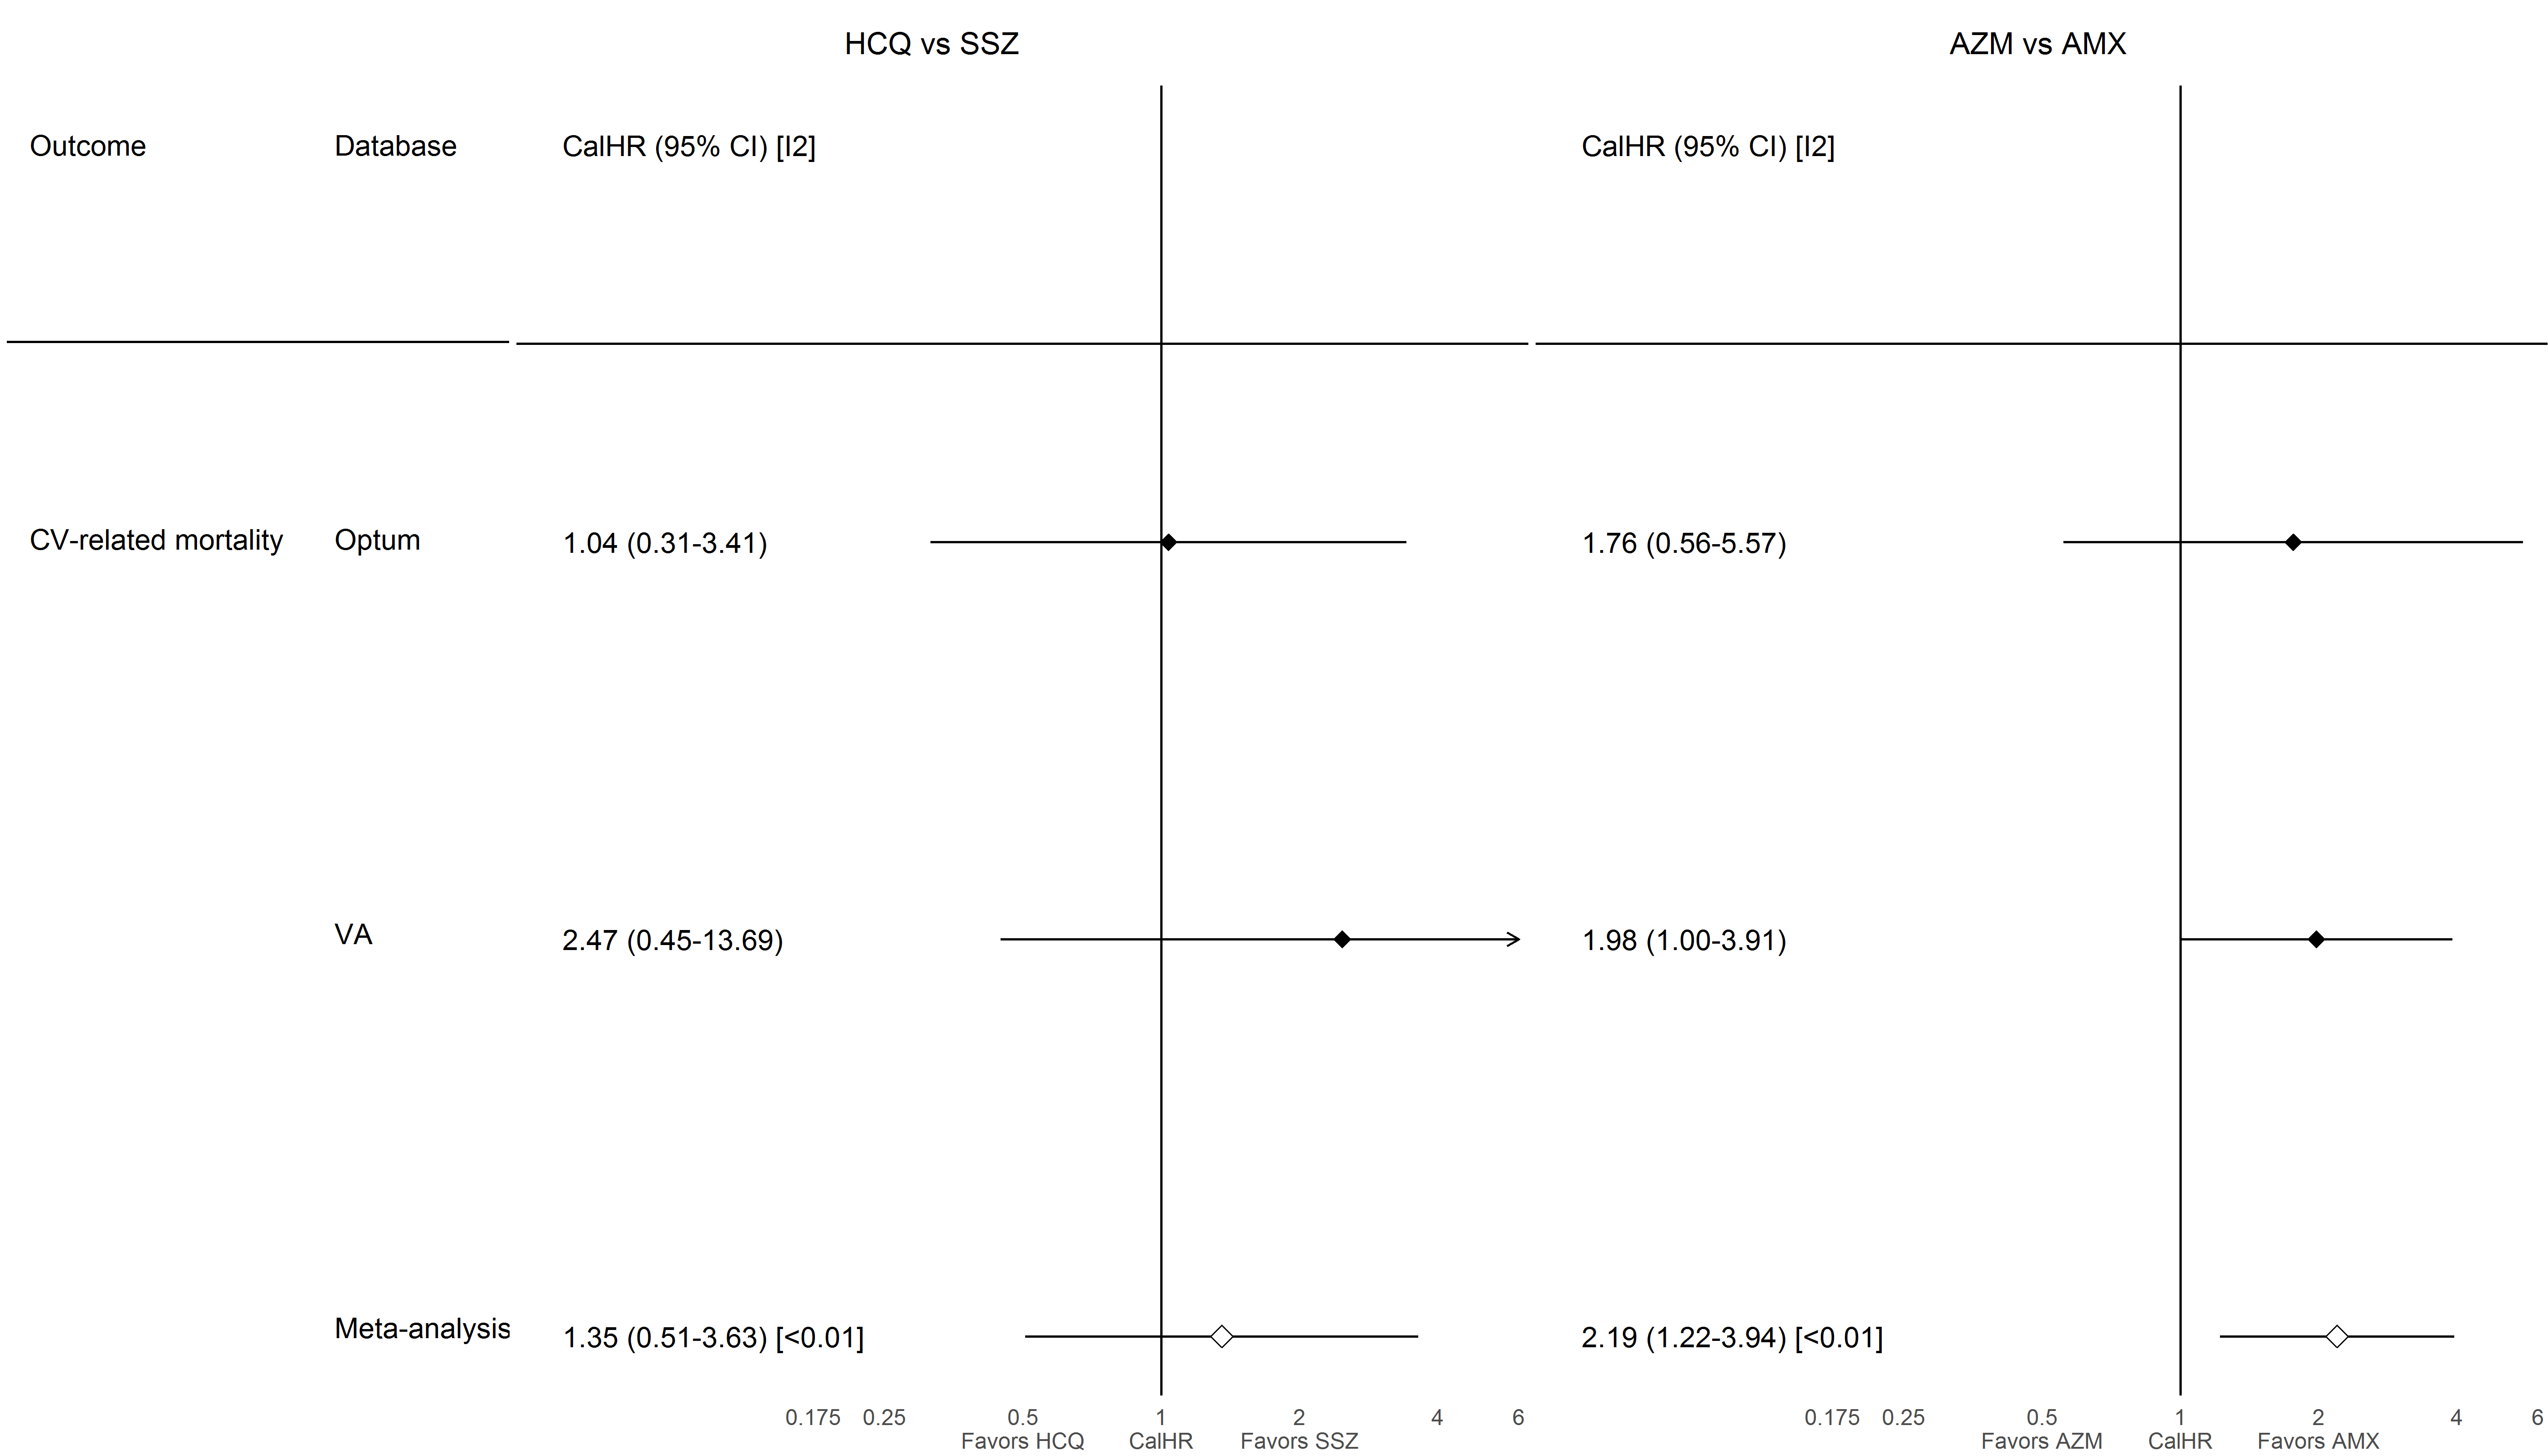 HCQ vs SSZ AZM vs AMX
Outcome Database CalHR (95% CI) [I2] CalHR (95% CI) [I2]
CV-related mortality Optum 1.04 (0.31-3.41) 1.76 (0.56-5.57)
VA 2.47 (0.45-13.69) 1.98 (1.00-3.91)
Meta-analysis 1.35 (0.51-3.63) [<0.01] 2.19 (1.22-3.94) [<0.01]
0.175 0.25 0.5 1 2 4 6 0.175 0.25 0.5 1 2 4 6
Favors HCQ CalHR Favors SSZ Favors AZM CalHR Favors AMX